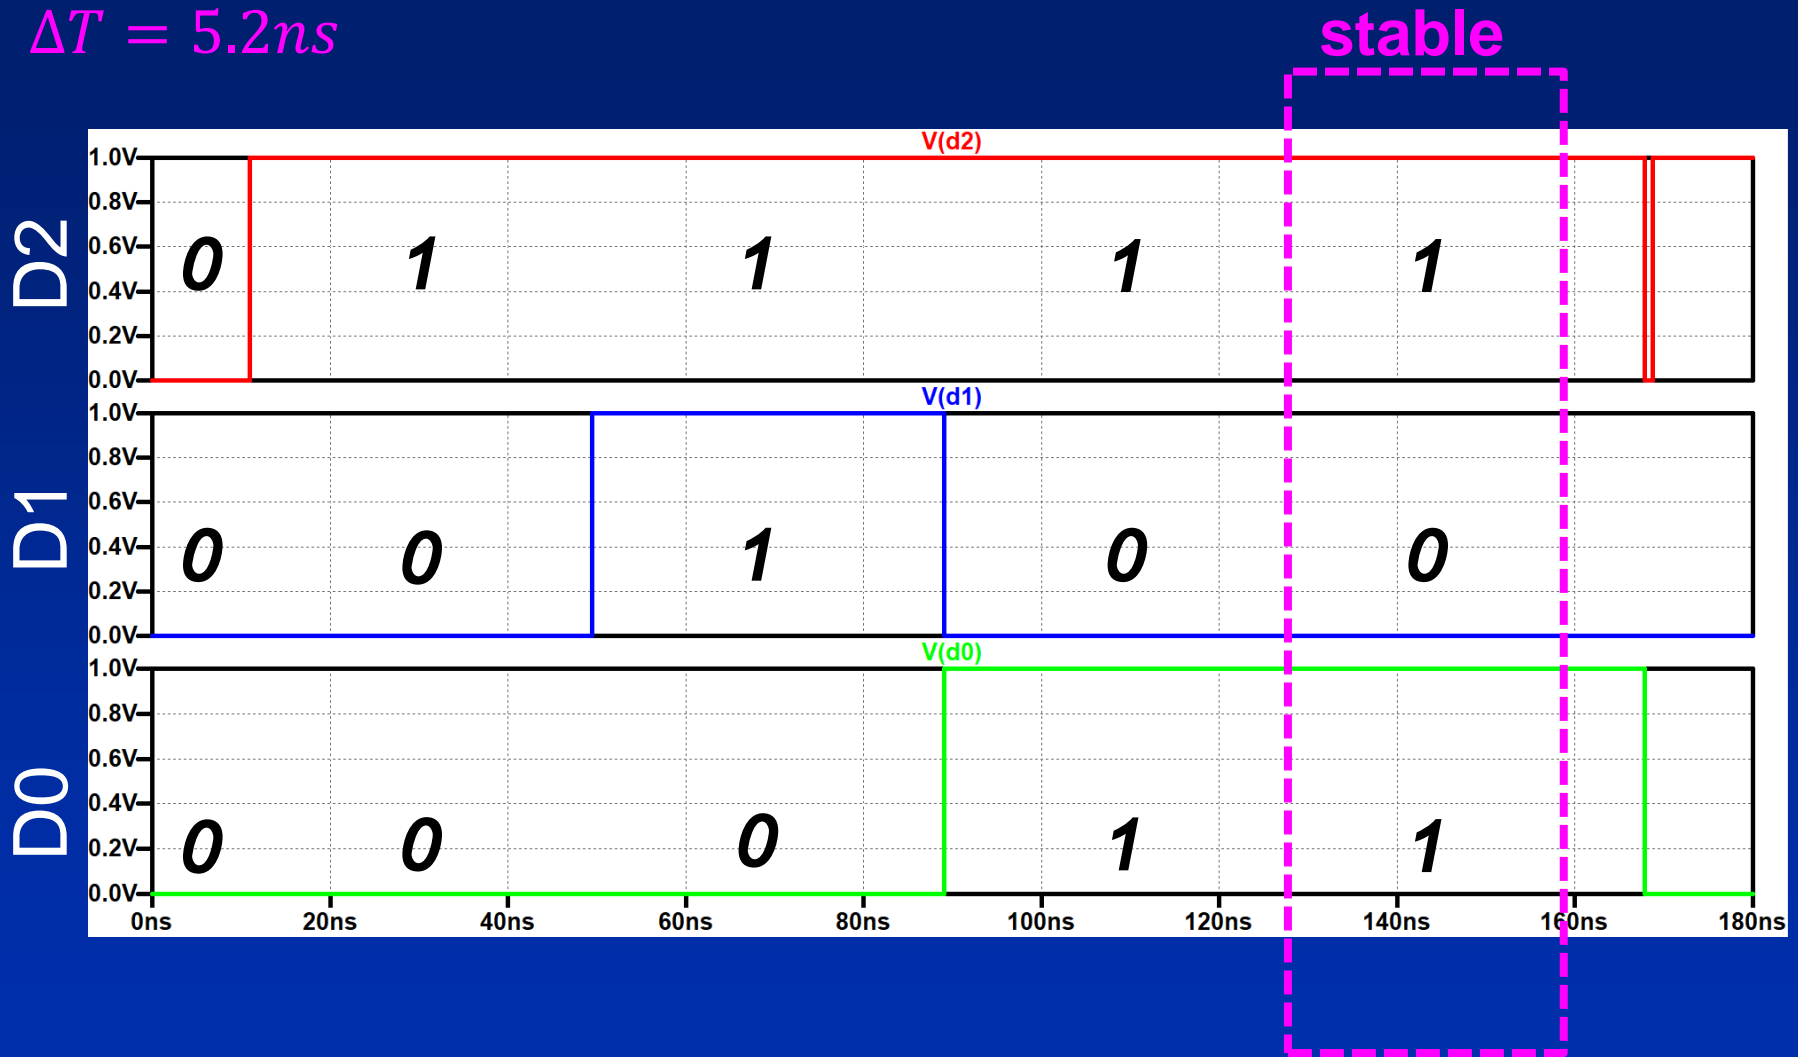 ΔT = 5.2ns
stable
D2
V(d2)
1.0V
0.8V
0.6V
0.4V
0.2V
0.0V
0 1 1 1 1
D1
V(d1)
1.0V
0.8V
0.6V
0.4V
0.2V
0.0V
0 0 1 0 0
D0
V(d0)
1.0V
0.8V
0.6V
0.4V
0.2V
0.0V
0 0 0 1 1
0ns 20ns 40ns 60ns 80ns 100ns 120ns 140ns 160ns 180ns